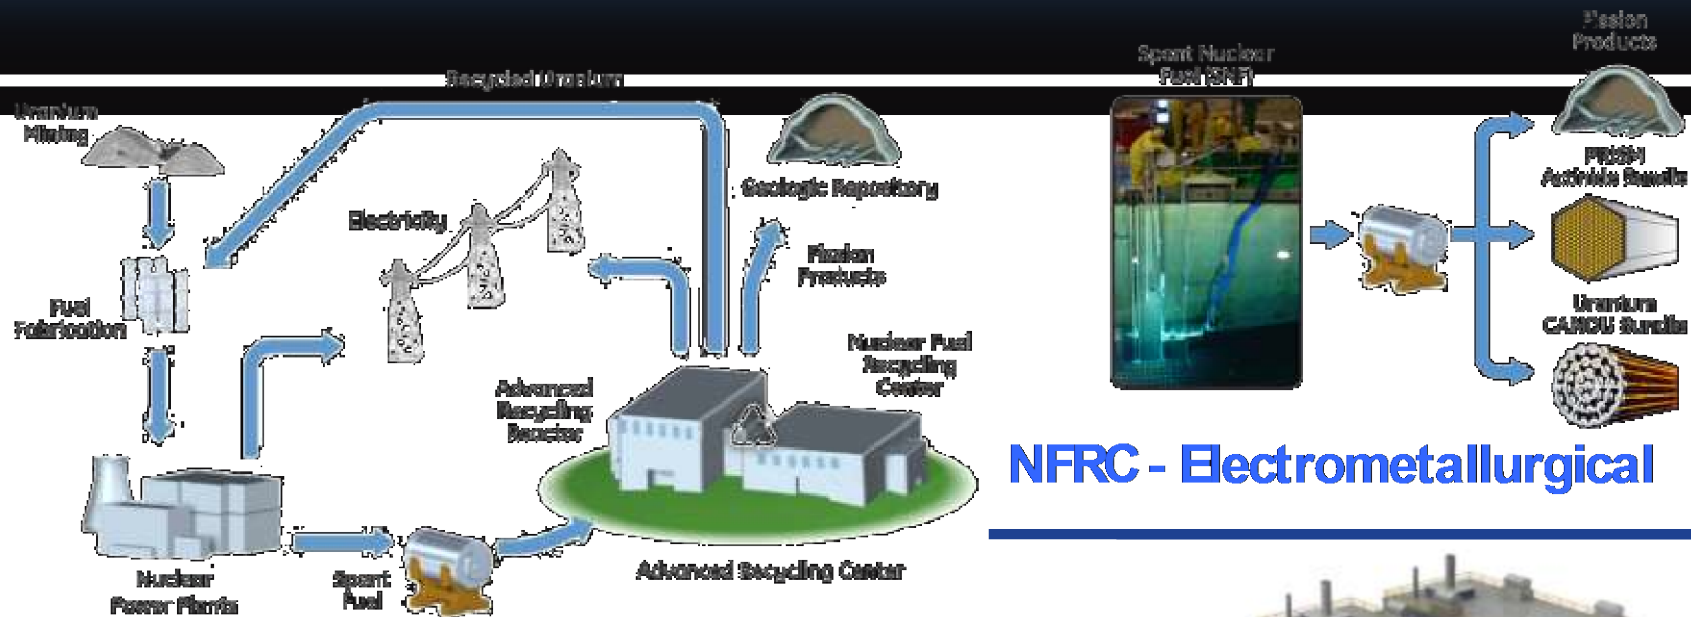 Recycled Uranium
Uranium
Mining
Electricity
Geologic Repository
Fission
Products
Fuel
Fabrication
Nuclear Fuel
Recycling
Center
Advanced
Recycling
Reactor
Advanced Recycling Center
Nuclear
Power Plants
Spent
Fuel
Spent Nuclear
Fuel (SNF)
Fission
Products
PRISM
Actinide Bundle
Uranium
CANDU Bundle
NFRC - Electrometallurgical